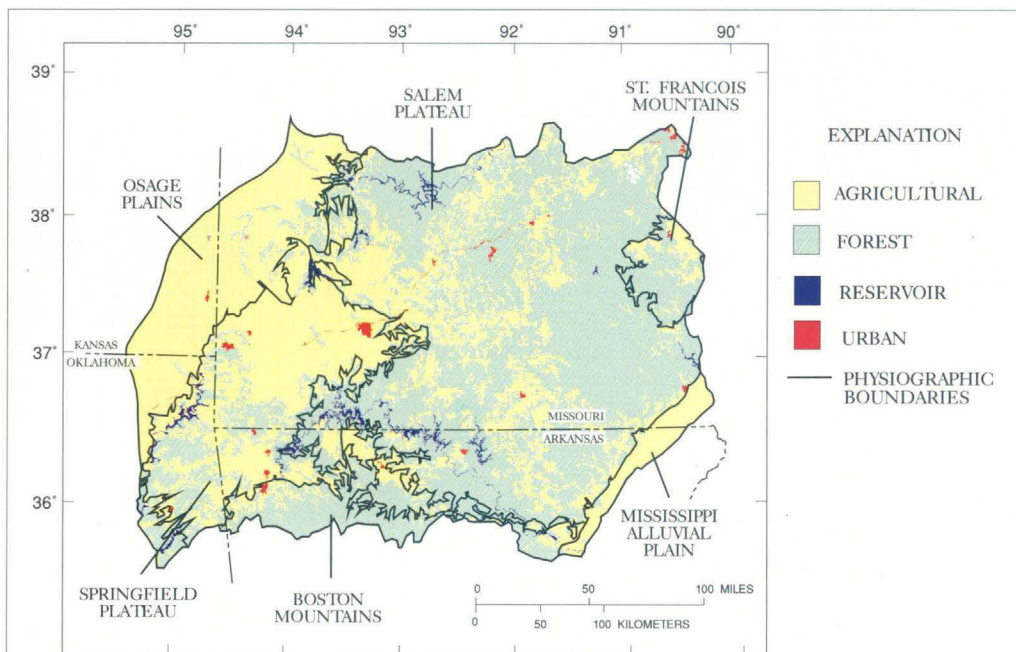 95° 94° 93° 92° 91° 90°
39°
38°
37°
36°
SALEM
PLATEAU
ST. FRANCOIS
MOUNTAINS
OSAGE
PLAINS
KANSAS
OKLAHOMA
MISSOURI
ARKANSAS
MISSISSIPPI
ALLUVIAL
PLAIN
SPRINGFIELD
PLATEAU
BOSTON
MOUNTAINS
0 50 100 MILES
0 50 100 KILOMETERS
EXPLANATION
AGRICULTURAL
FOREST
RESERVOIR
URBAN
PHYSIOGRAPHIC
BOUNDARIES